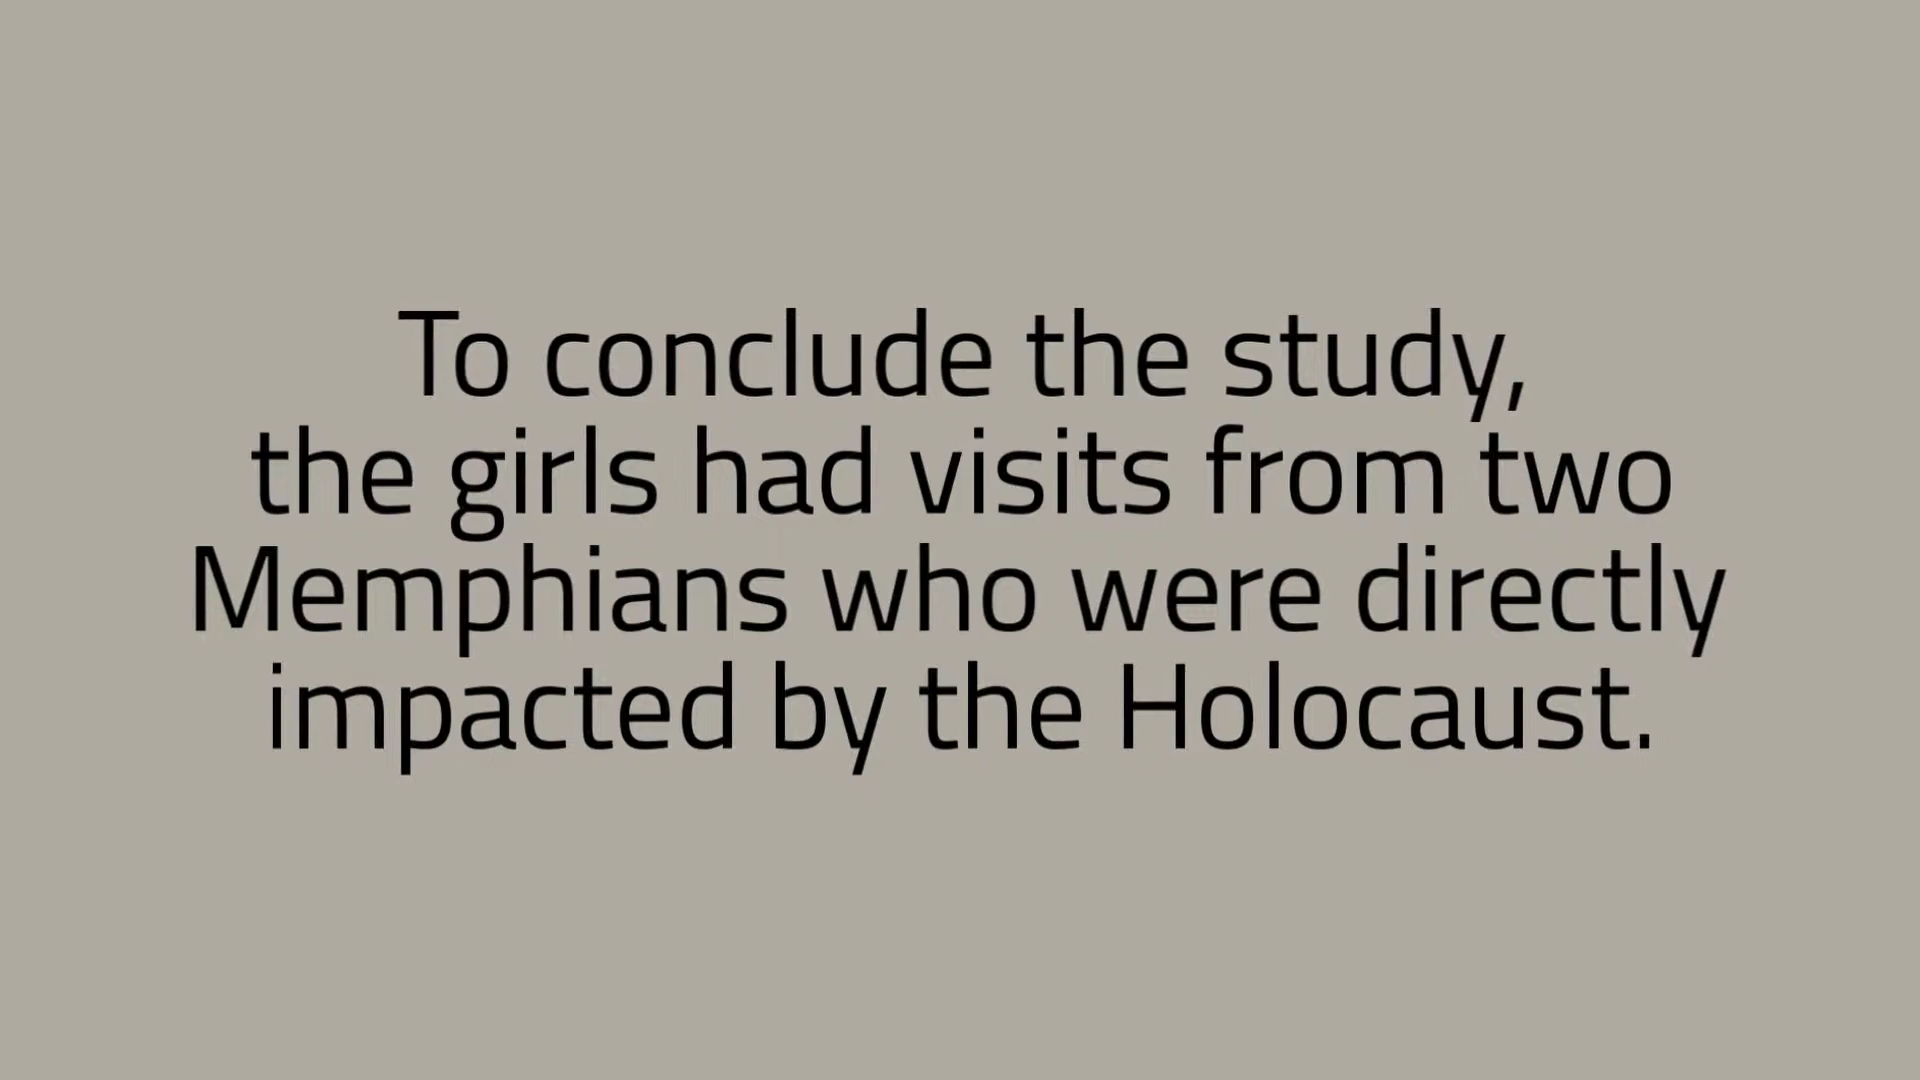 To conclude the study,
the girls had visits from two
Memphians who were directly
impacted by the Holocaust.